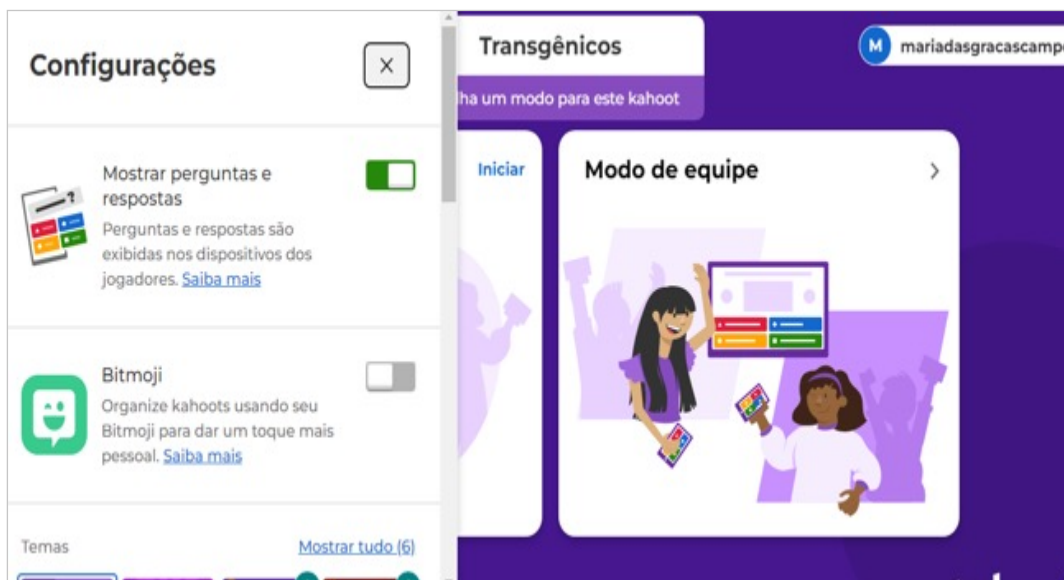 Configurações
Mostrar perguntas e
respostas
Perguntas e respostas são
exibidas nos dispositivos dos
jogadores. Saiba mais
Bitmoji
Organize kahoots usando seu
Bitmoji para dar um toque mais
pessoal. Saiba mais
Temas
Mostrar tudo (6)
Transgênicos
lha um modo para este kahoot
M mariadasgracascamp
Iniciar
Modo de equipe